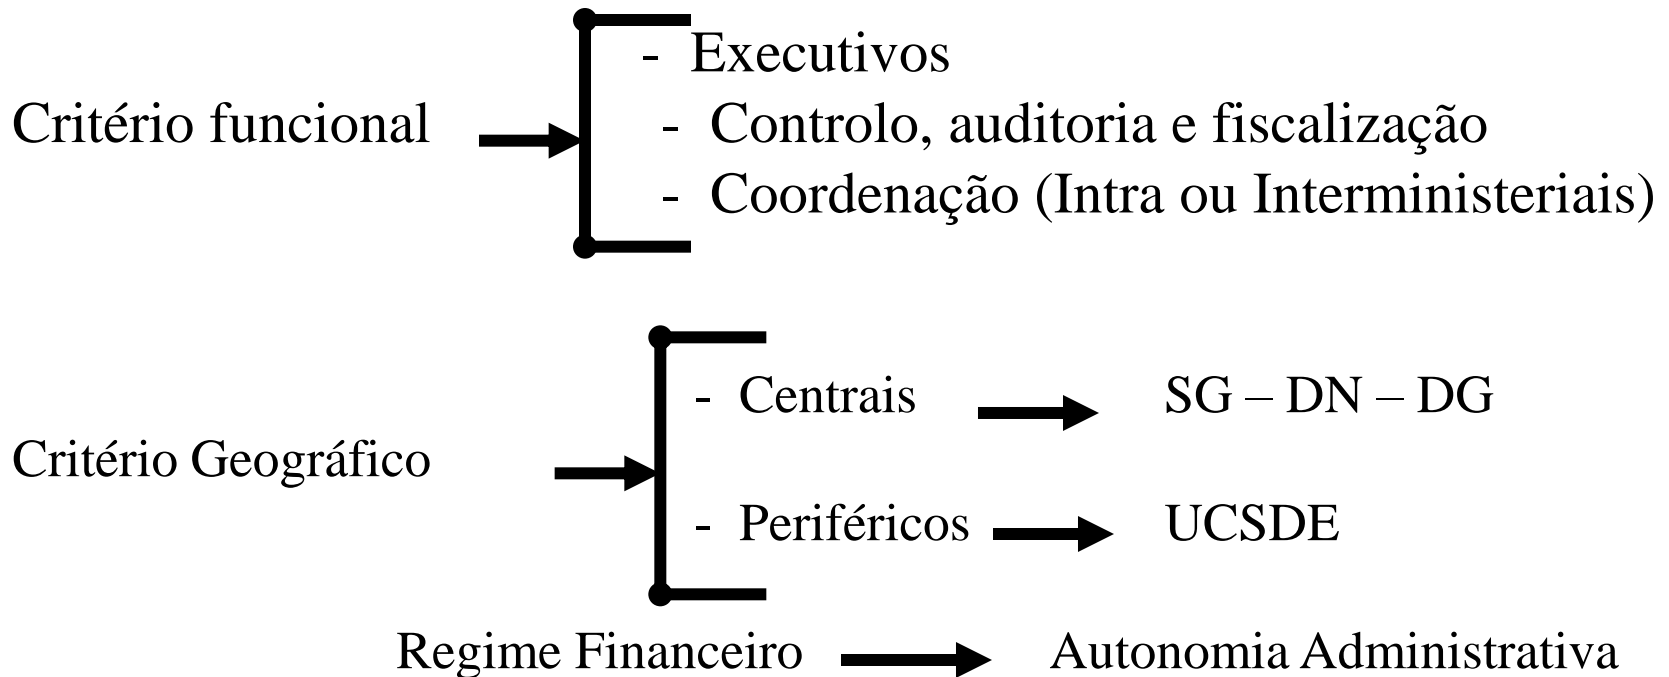 - Executivos
Critério funcional
- Controlo, auditoria e fiscalização
- Coordenação (Intra ou Interministeriais)
- Centrais SG – DN – DG
Critério Geográfico
- Periféricos UCSDE
Regime Financeiro Autonomia Administrativa